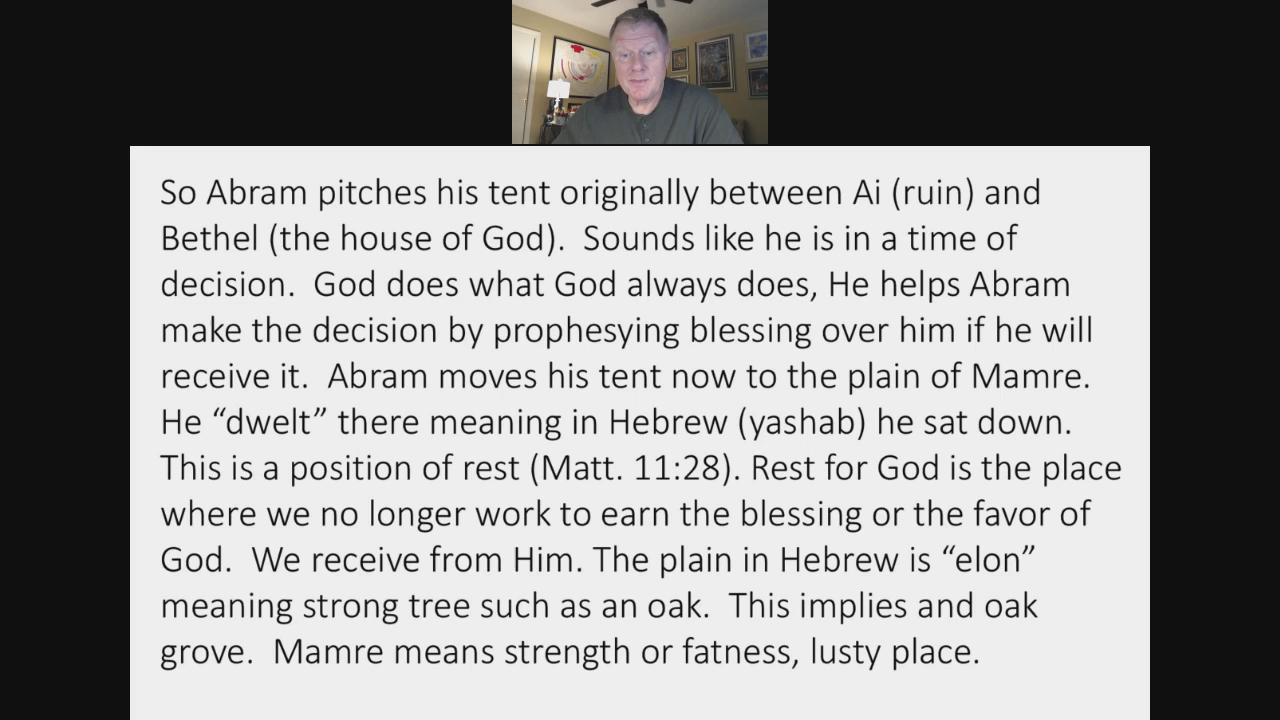 So Abram pitches his tent originally between Ai (ruin) and
Bethel (the house of God).  Sounds like he is in a time of
decision.  God does what God always does, He helps Abram
make the decision by prophesying blessing over him if he will
receive it.  Abram moves his tent now to the plain of Mamre.
He “dwelt” there meaning in Hebrew (yashab) he sat down.
This is a position of rest (Matt. 11:28). Rest for God is the place
where we no longer work to earn the blessing or the favor of
God.  We receive from Him. The plain in Hebrew is “elon”
meaning strong tree such as an oak.  This implies and oak
grove.  Mamre means strength or fatness, lusty place.